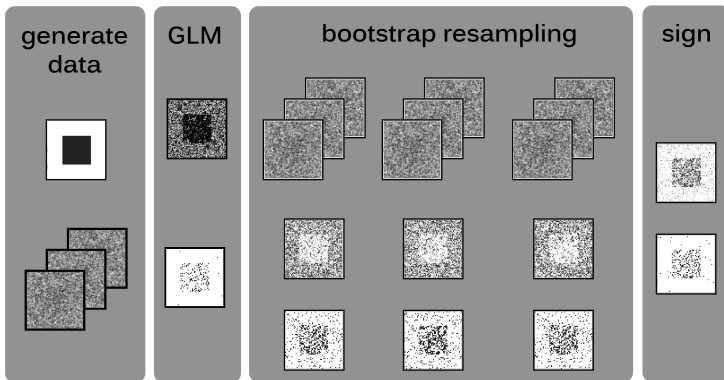 generate
data
GLM
bootstrap resampling
sign